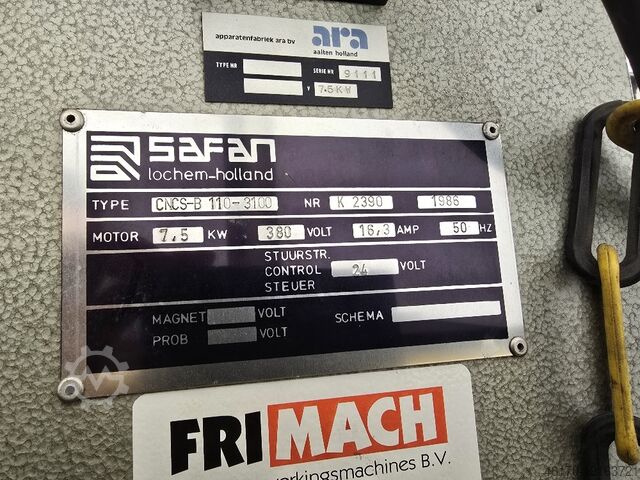 apparatenfabriek ara bv
ara
aalten holland
TYPE NR SERIE NR 9111
V 7.5KW
SAFAN
lochem-holland
TYPE CNCS-B 110-3100 NR K 2390 1986
MOTOR 7,5 KW 380 VOLT 16,3 AMP 50 HZ
STUURSTR.
CONTROL 24 VOLT
STEUER
MAGNET VOLT SCHEMA
PROB VOLT
FRIMACH
rkingsmachines B.V.